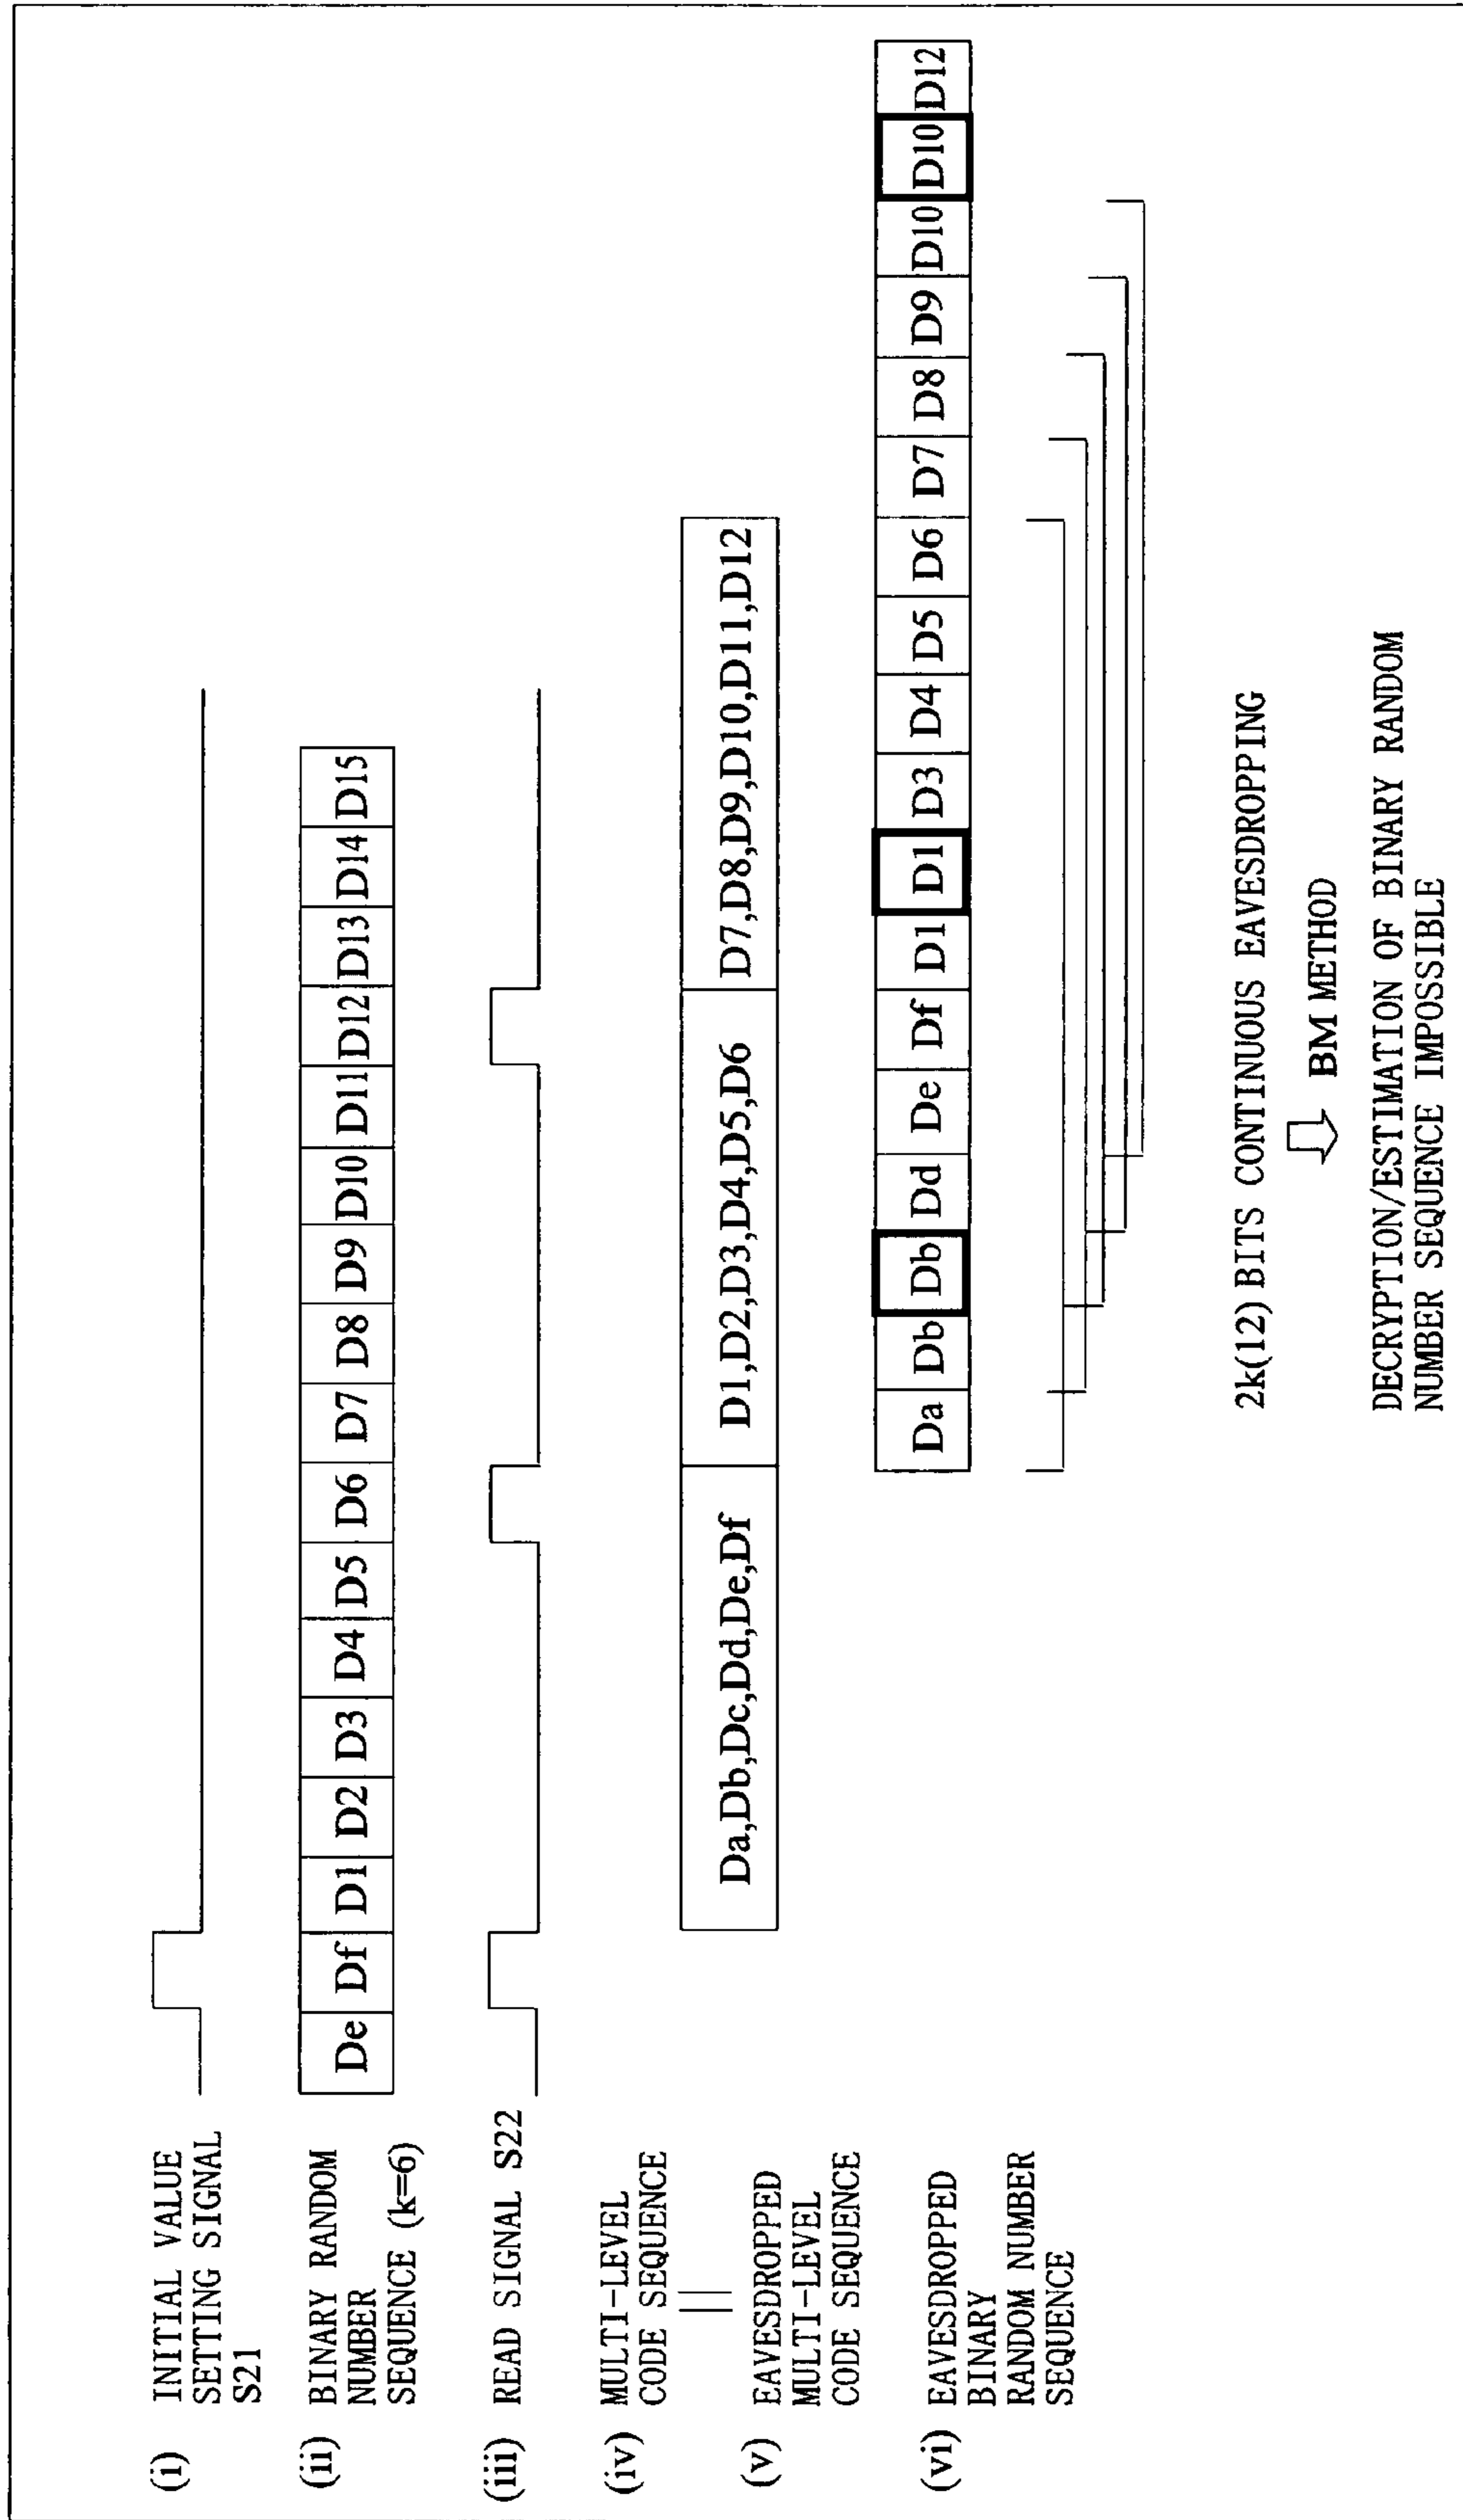 (i) INITIAL VALUE
SETTING SIGNAL
S21
(ii) BINARY RANDOM
NUMBER
SEQUENCE (k=6)
De Df D1 D2 D3 D4 D5 D6 D7 D8 D9 D10 D11 D12 D13 D14 D15
(iii) READ SIGNAL S22
(iv) MULTI-LEVEL
CODE SEQUENCE
(v) EAVESDROPPED
MULTI-LEVEL
CODE SEQUENCE
Da,Db,Dc,Dd,De,Df D1,D2,D3,D4,D5,D6 D7,D8,D9,D10,D11,D12
(vi) EAVESDROPPED
BINARY
RANDOM NUMBER
SEQUENCE
Da Db Db Dd De Df D1 D1 D3 D4 D5 D6 D7 D8 D9 D10 D10 D12
2k(12) BITS CONTINUOUS EAVESDROPPING
BM METHOD
DECRYPTION/ESTIMATION OF BINARY RANDOM
NUMBER SEQUENCE IMPOSSIBLE